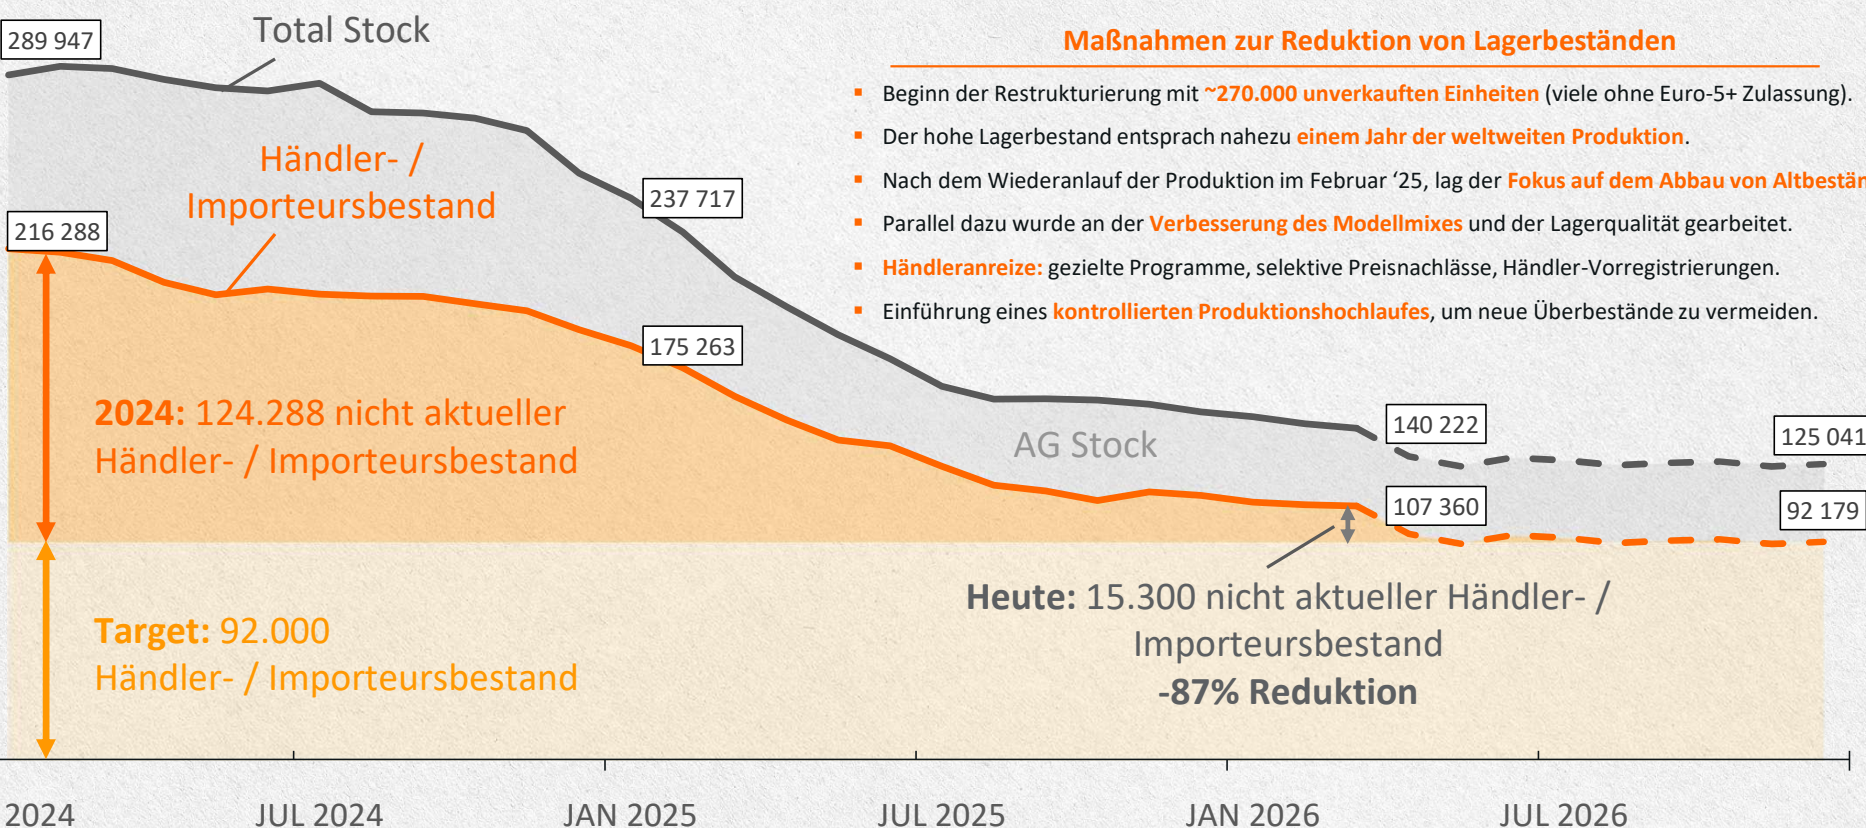 289 947
Total Stock
Maßnahmen zur Reduktion von Lagerbeständen
▪ Beginn der Restrukturierung mit ~270.000 unverkauften Einheiten (viele ohne Euro-5+ Zulassung).
▪ Der hohe Lagerbestand entsprach nahezu einem Jahr der weltweiten Produktion.
▪ Nach dem Wiederanlauf der Produktion im Februar ‘25, lag der Fokus auf dem Abbau von Altbestän
▪ Parallel dazu wurde an der Verbesserung des Modellmixes und der Lagerqualität gearbeitet.
▪ Händleranreize: gezielte Programme, selektive Preisnachlässe, Händler-Vorregistrierungen.
▪ Einführung eines kontrollierten Produktionshochlaufes, um neue Überbestände zu vermeiden.
Händler- /
Importeursbestand
237 717
216 288
175 263
2024: 124.288 nicht aktueller
Händler- / Importeursbestand
AG Stock
140 222
125 041
107 360
92 179
Heute: 15.300 nicht aktueller Händler- /
Importeursbestand
-87% Reduktion
Target: 92.000
Händler- / Importeursbestand
2024
JUL 2024
JAN 2025
JUL 2025
JAN 2026
JUL 2026